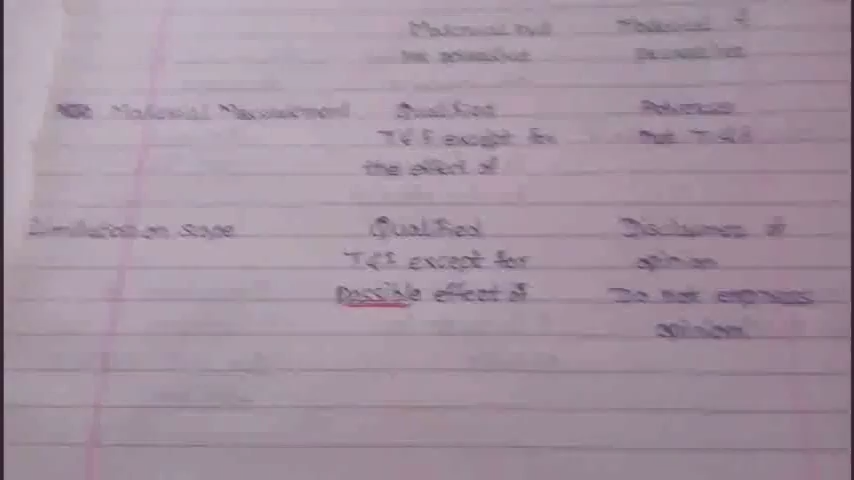 Material but Material &
not pervasive pervasive
Material Qualified Adverse
T&F except for Not T&F
the effect of
Limitation on scope Qualified Disclaimer of
T&F except for opinion
possible effect of Do not express
opinion